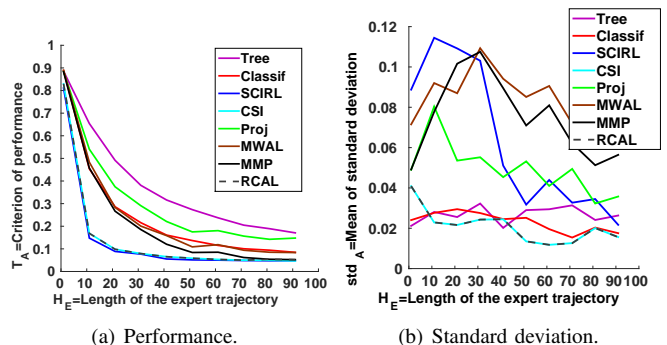 1
0.9
0.8
0.7
0.6
0.5
0.4
0.3
0.2
0.1
0
T_A=Criterion of performance
0 10 20 30 40 50 60 70 80 90 100
H_E=Length of the expert trajectory
Tree
Classif
SCIRL
CSI
Proj
MWAL
MMP
RCAL
(a) Performance.
0.12
0.1
0.08
0.06
0.04
0.02
0
std_A=Mean of standard deviation
0 10 20 30 40 50 60 70 80 90 100
H_E=Length of the expert trajectory
Tree
Classif
SCIRL
CSI
Proj
MWAL
MMP
RCAL
(b) Standard deviation.